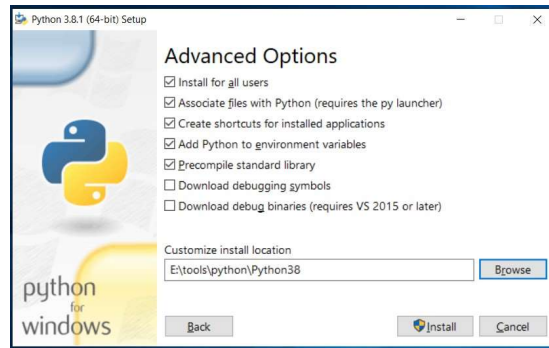 Python 3.8.1 (64-bit) Setup
Advanced Options
Install for all users
Associate files with Python (requires the py launcher)
Create shortcuts for installed applications
Add Python to environment variables
Precompile standard library
Download debugging symbols
Download debug binaries (requires VS 2015 or later)
Customize install location
E:\tools\python\Python38
Browse
python
for
windows
Back
Install
Cancel